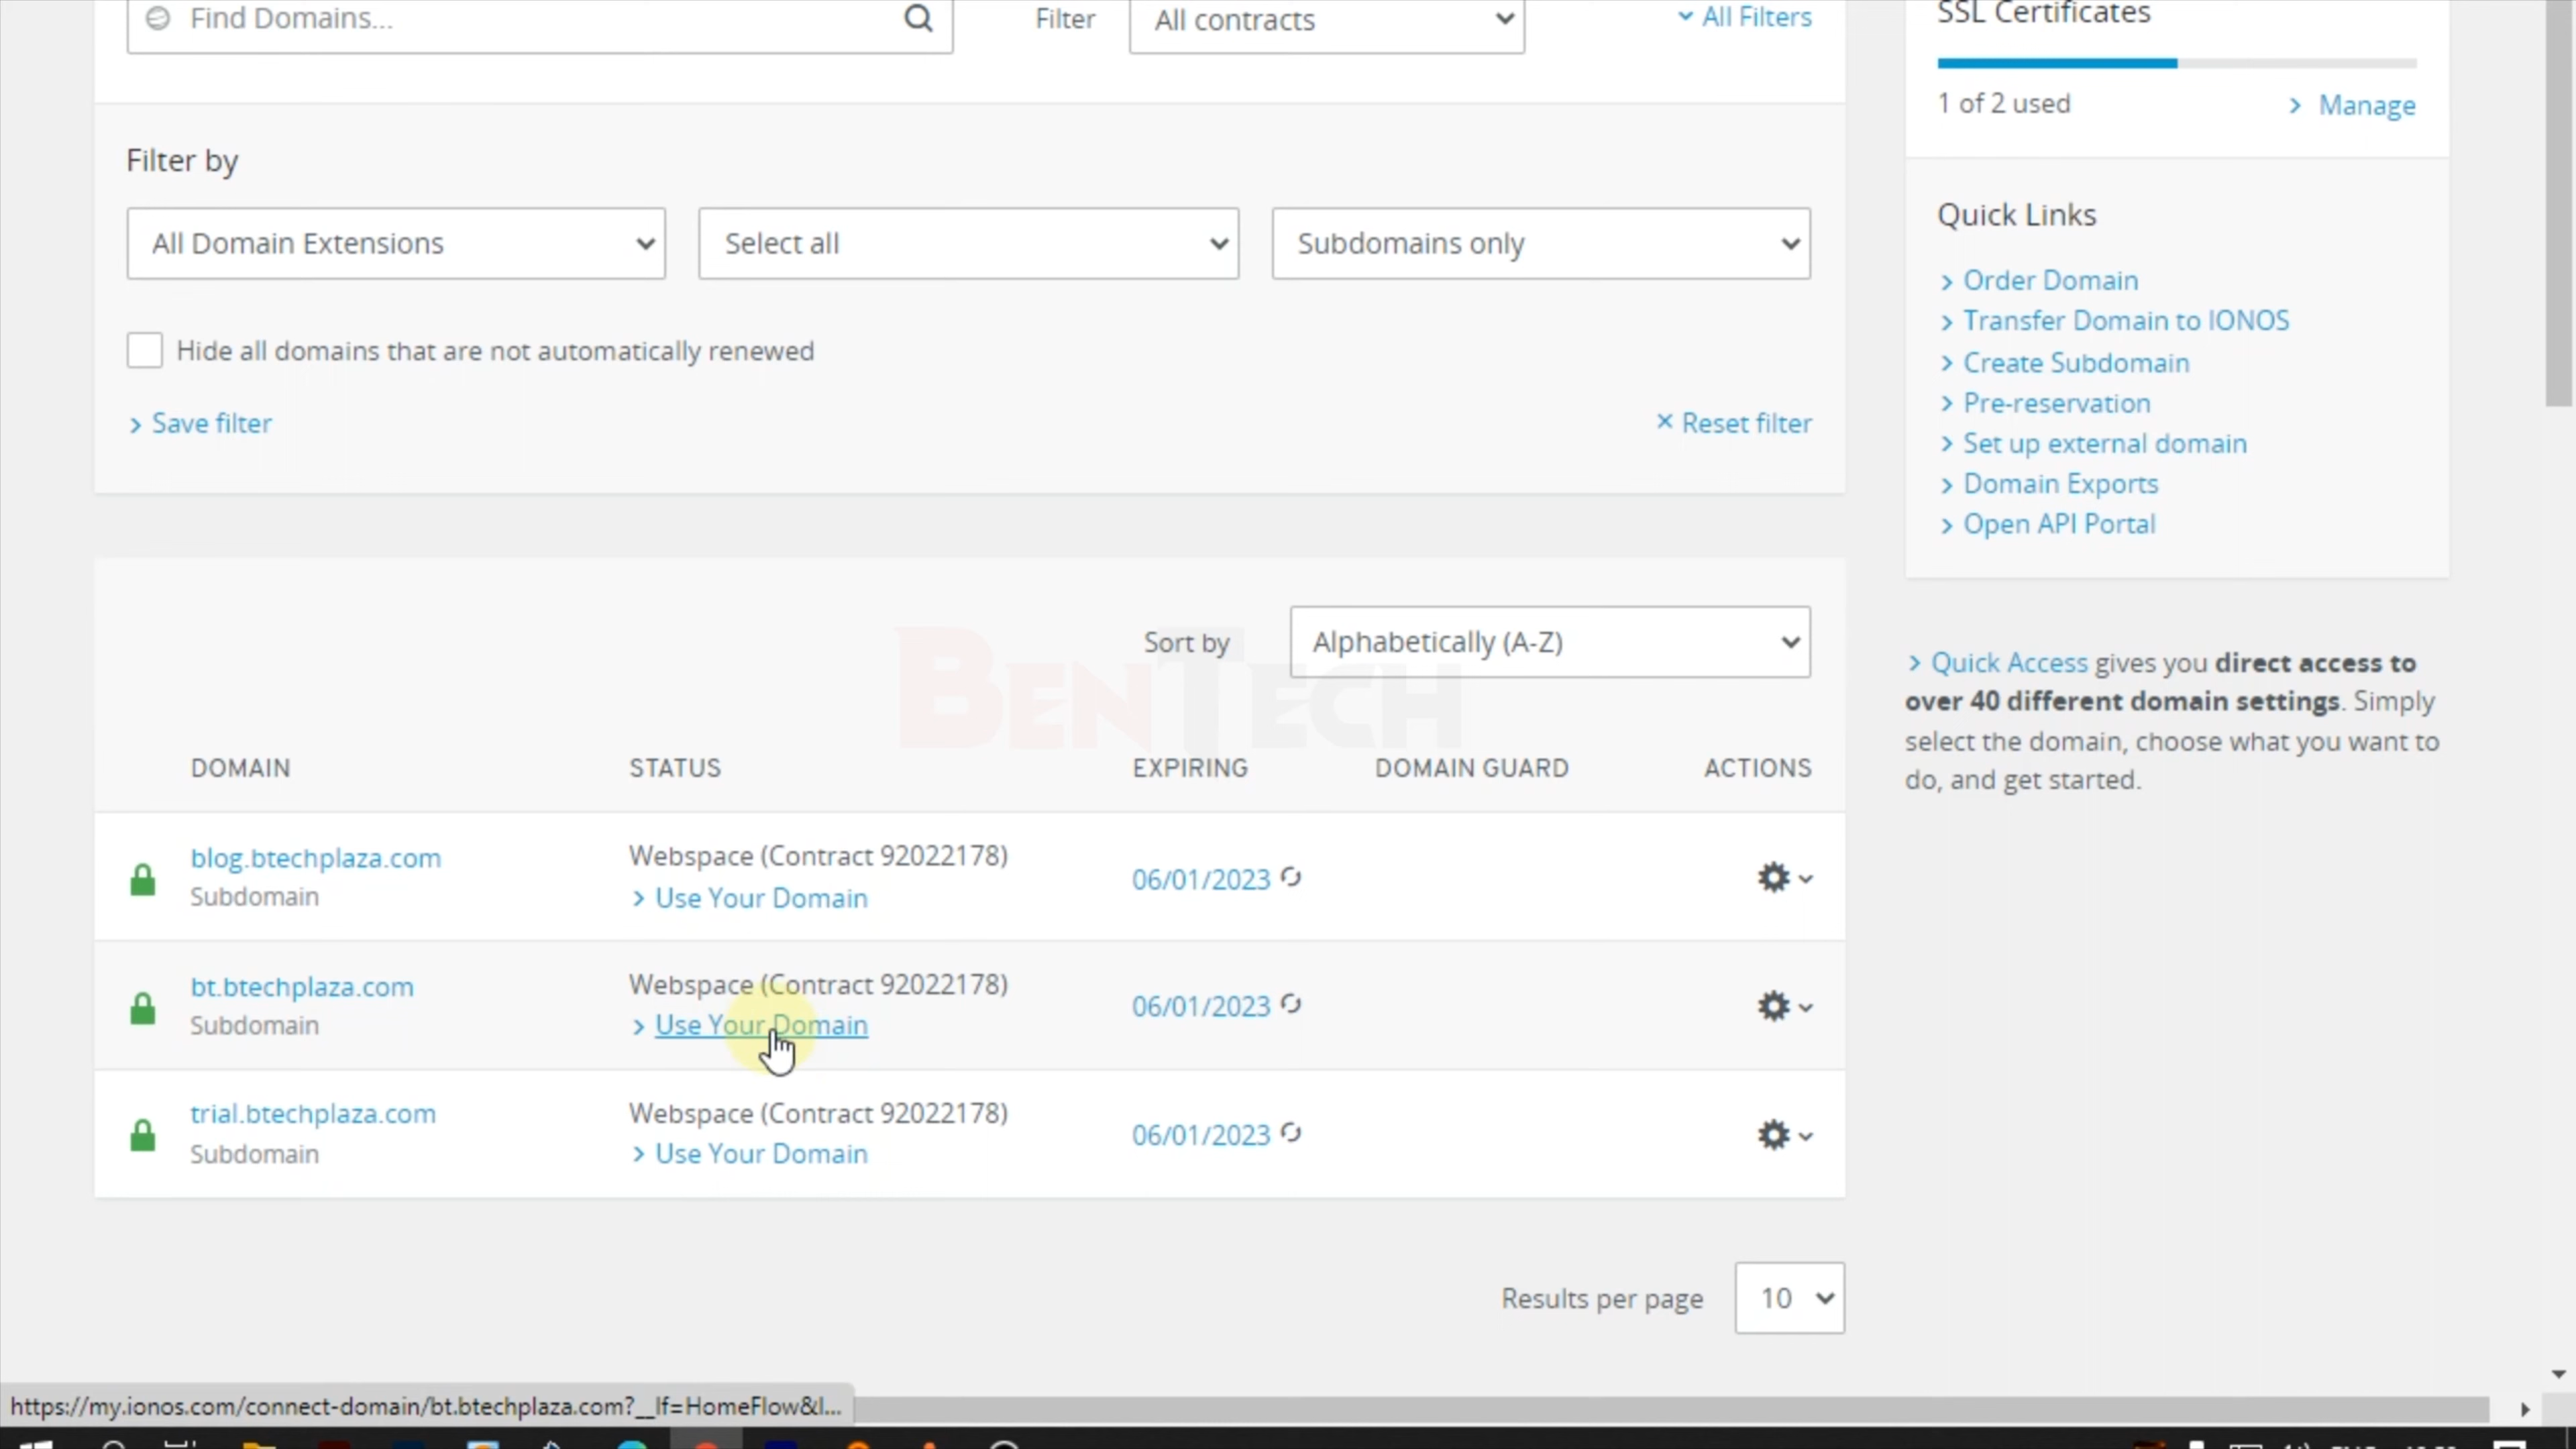 Find Domains...
Filter
All contracts
All Filters
Filter by
All Domain Extensions
Select all
Subdomains only
Hide all domains that are not automatically renewed
Save filter
Reset filter
SSL Certificates
1 of 2 used
Manage
Quick Links
Order Domain
Transfer Domain to IONOS
Create Subdomain
Pre-reservation
Set up external domain
Domain Exports
Open API Portal
Quick Access gives you direct access to
over 40 different domain settings. Simply
select the domain, choose what you want to
do, and get started.
Sort by
Alphabetically (A-Z)
BENTECH
DOMAIN STATUS EXPIRING DOMAIN GUARD ACTIONS
blog.btechplaza.com
Subdomain
Webspace (Contract 92022178)
Use Your Domain
06/01/2023
bt.btechplaza.com
Subdomain
Webspace (Contract 92022178)
Use Your Domain
06/01/2023
trial.btechplaza.com
Subdomain
Webspace (Contract 92022178)
Use Your Domain
06/01/2023
Results per page
10
https://my.ionos.com/connect-domain/bt.btechplaza.com?__lf=HomeFlow&l...